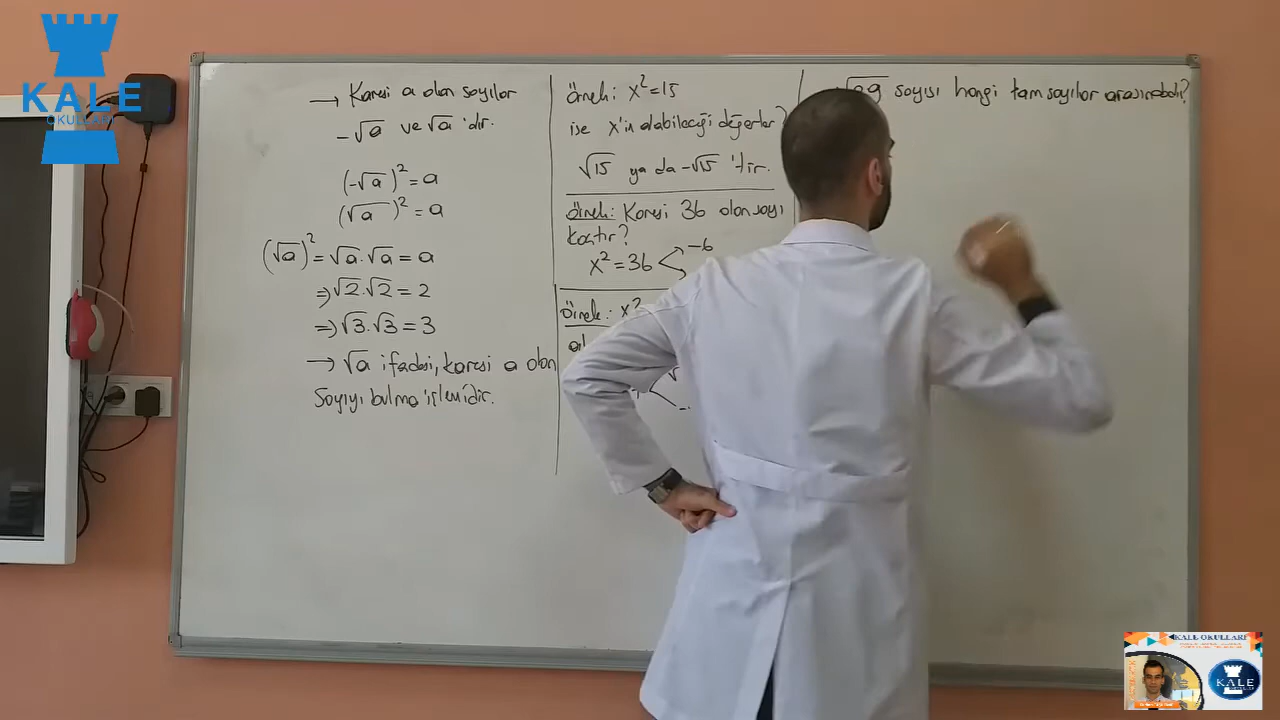 KALE
OKULLARI
→ Karesi a olan sayılar
-√a ve √a 'dır.
(-√a)² = a
(√a)² = a
(√a)² = √a . √a = a
⇒ √2 . √2 = 2
⇒ √3 . √3 = 3
→ √a ifadesi, karesi a olan
sayıyı bulma işlemidir.
örnek: x² = 15
ise x'in alabileceği değerler?
√15 ya da -√15 'tir.
örnek: Karesi 36 olan sayı
kaçtır?
x² = 36 -6
Örnek: x²
sayısı hangi tam sayılar arasındadır?
KALE OKULLARI
KALE